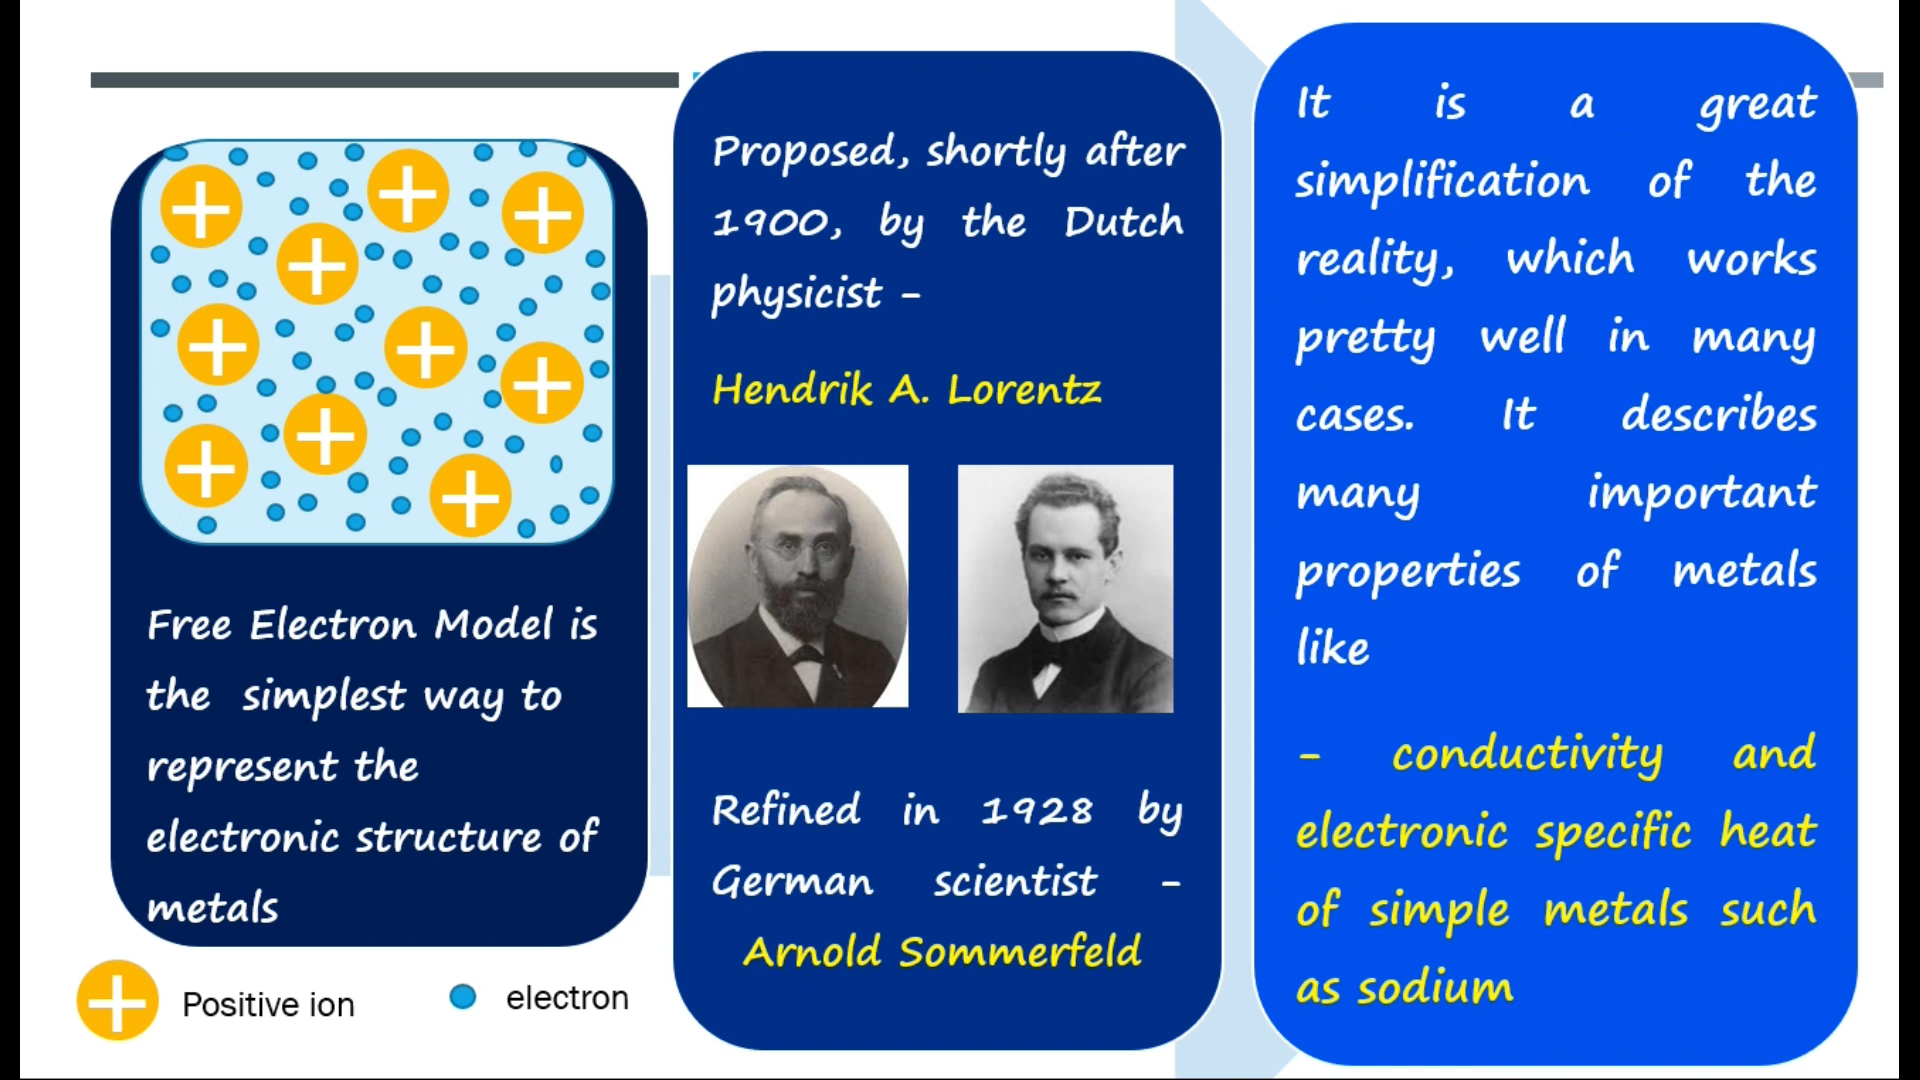 Free Electron Model is
the simplest way to
represent the
electronic structure of
metals
Positive ion
electron
Proposed, shortly after
1900, by the Dutch
physicist -
Hendrik A. Lorentz
Refined in 1928 by
German scientist -
Arnold Sommerfeld
It is a great
simplification of the
reality, which works
pretty well in many
cases. It describes
many important
properties of metals
like
- conductivity and
electronic specific heat
of simple metals such
as sodium